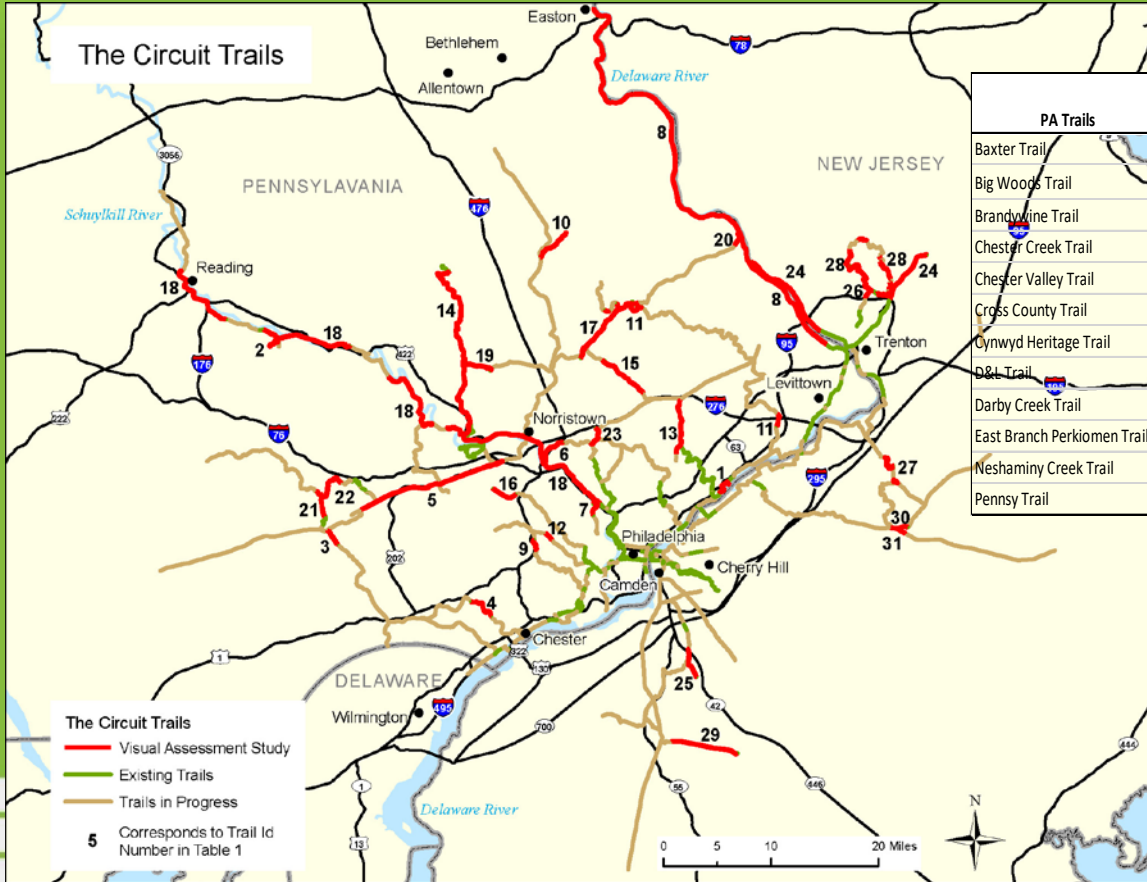 The Circuit Trails
Easton
Bethlehem
Allentown
78
Delaware River
8
PENNSYLAVANIA
NEW JERSEY
Schuylkill River
476
10
20
24
28
28
24
26
8
Reading
18
14
17
11
2
18
176
422
19
15
95
Trenton
Levittown
222
18
Norristown
276
13
11
63
76
23
6
18
1
295
27
22
21
5
16
7
30
31
3
202
12
9
Philadelphia
Camden
Cherry Hill
4
Chester
322
130
1
DELAWARE
Wilmington
495
25
42
700
29
55
446
444
1
13
Delaware River
PA Trails
Baxter Trail
Big Woods Trail
Brandywine Trail
95
Chester Creek Trail
Chester Valley Trail
Cross County Trail
Cynwyd Heritage Trail
D&L Trail
Darby Creek Trail
East Branch Perkiomen Trail
Neshaminy Creek Trail
Pennsy Trail
The Circuit Trails
Visual Assessment Study
Existing Trails
Trails in Progress
5 Corresponds to Trail Id
Number in Table 1
N
0 5 10 20 Miles